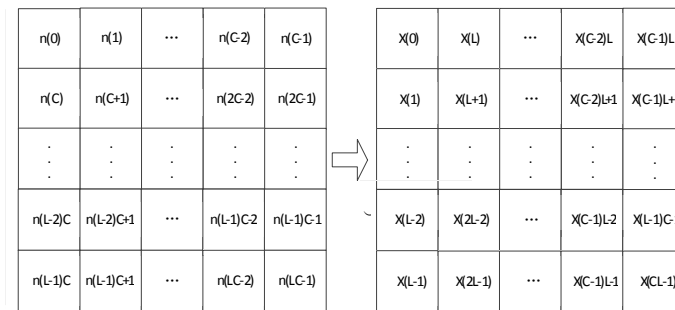 n(0) n(1) ... n(C-2) n(C-1) X(0) X(L) ... X(C-2)L X(C-1)L
n(C) n(C+1) ... n(2C-2) n(2C-1) X(1) X(L+1) ... X(C-2)L+1 X(C-1)L+
. . . . . . . . . .
. . . . . . . . . .
. . . . . . . . . .
n(L-2)C n(L-2)C+1 ... n(L-1)C-2 n(L-1)C-1 X(L-2) X(2L-2) ... X(C-1)L-2 X(L-1)C-
n(L-1)C n(L-1)C+1 ... n(LC-2) n(LC-1) X(L-1) X(2L-1) ... X(C-1)L-1 X(CL-1)